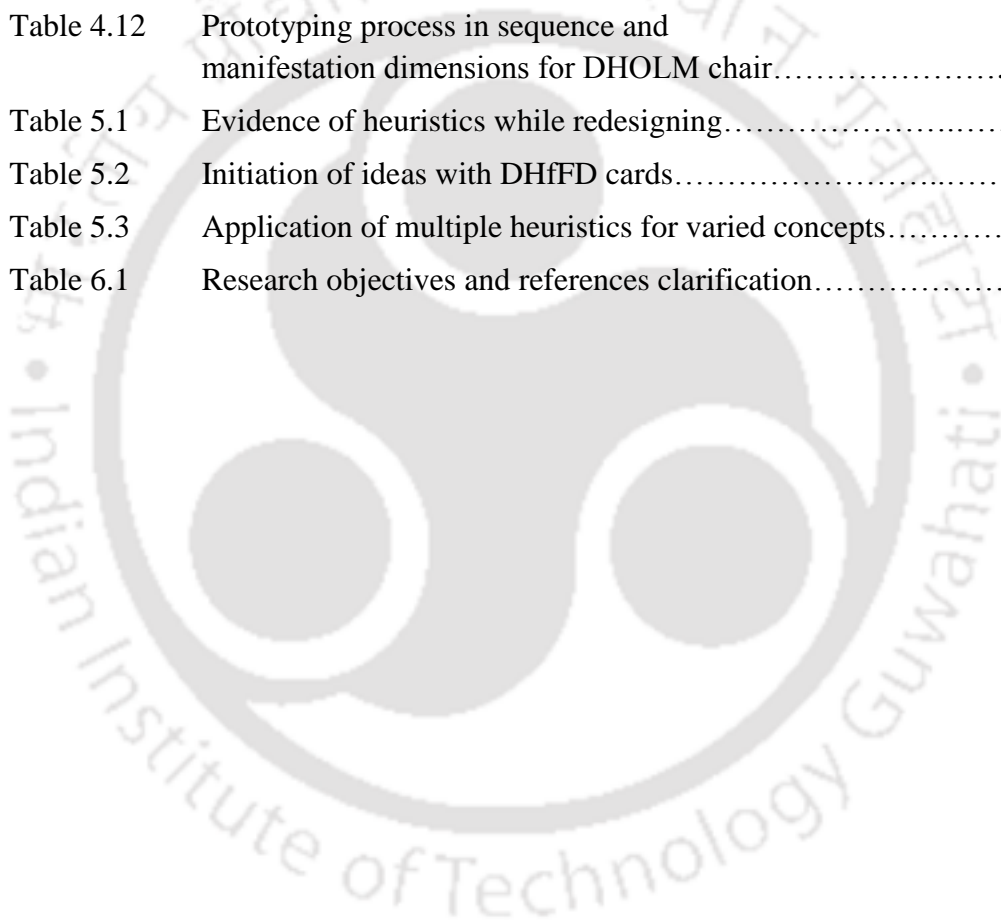 Table 4.12 Prototyping process in sequence and
manifestation dimensions for DHOLM chair…………………..
Table 5.1 Evidence of heuristics while redesigning………………….……
Table 5.2 Initiation of ideas with DHfFD cards……………………..……
Table 5.3 Application of multiple heuristics for varied concepts…………
Table 6.1 Research objectives and references clarification………………
Indian Institute of Technology Guwahati